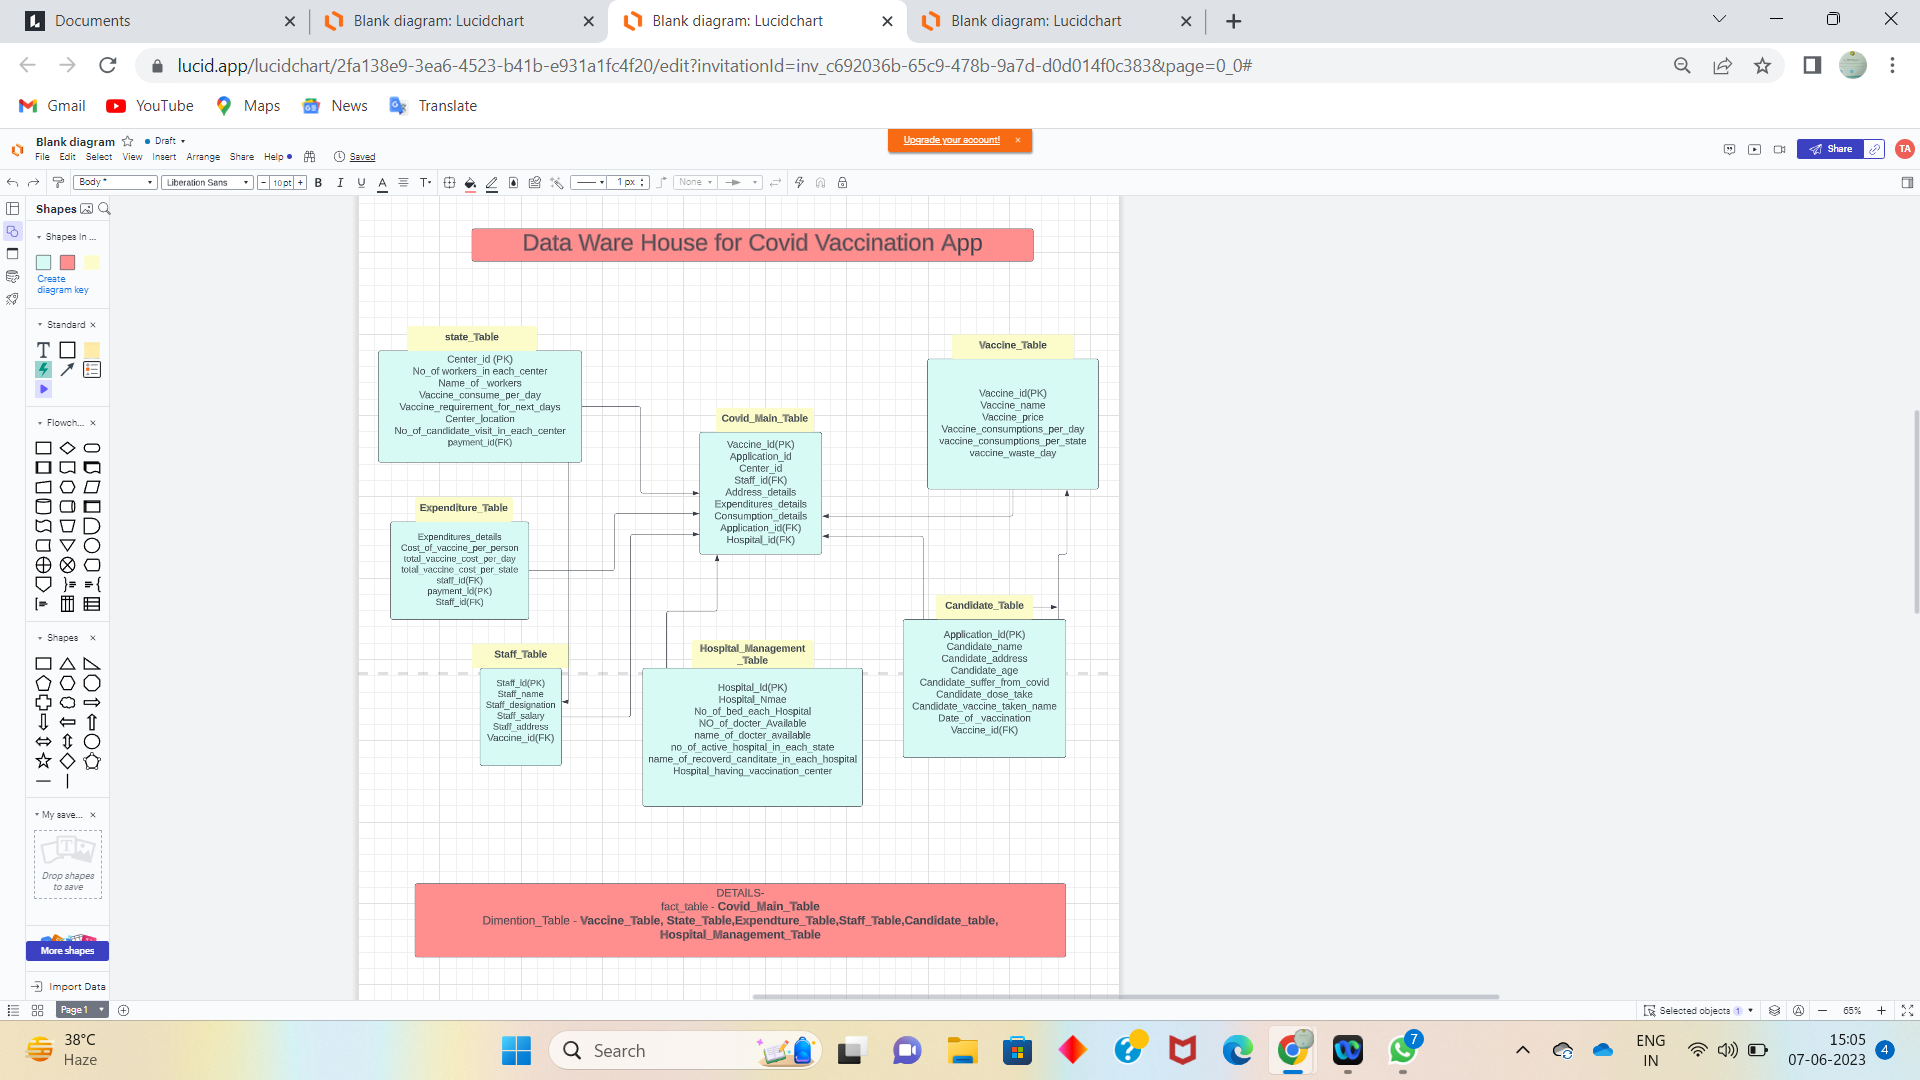 Documents
Blank diagram: Lucidchart
Blank diagram: Lucidchart
Blank diagram: Lucidchart
lucid.app/lucidchart/2fa138e9-3ea6-4523-b41b-e931a1fc4f20/edit?invitationId=inv_c692036b-65c9-478b-9a7d-d0d014f0c383&page=0_0#
Gmail
YouTube
Maps
News
Translate
Blank diagram
Draft
Upgrade your account!
File Edit Select View Insert Arrange Share Help
Saved
Share
TA
Body *
Liberation Sans
10 pt
B I U A
T
1 px
None
Shapes
Shapes in ...
Create
diagram key
Standard
Flowch...
Shapes
My save...
Drop shapes
to save
More shapes
Import Data
Data Ware House for Covid Vaccination App
state_Table
Center_id (PK)
No_of workers_in each_center
Name_of _workers
Vaccine_consume_per_day
Vaccine_requirement_for_next_days
Center_location
No_of_candidate_visit_in_each_center
payment_id(FK)
Expenditure_Table
Expenditures_details
Cost_of_vaccine_per_person
total_vaccine_cost_per_day
total_vaccine_cost_per_state
staff_id(FK)
payment_id(PK)
Staff_id(FK)
Staff_Table
Staff_id(PK)
Staff_name
Staff_designation
Staff_salary
Staff_address
Vaccine_id(FK)
Covid_Main_Table
Vaccine_id(PK)
Application_id
Center_id
Staff_id(FK)
Address_details
Expenditures_details
Consumption_details
Application_id(FK)
Hospital_id(FK)
Hospital_Management
_Table
Hospital_id(PK)
Hospital_Nmae
No_of_bed_each_Hospital
NO_of_docter_Available
name_of_docter_available
no_of_active_hospital_in_each_state
name_of_recoverd_canditate_in_each_hospital
Hospital_having_vaccination_center
Vaccine_Table
Vaccine_id(PK)
Vaccine_name
Vaccine_price
Vaccine_consumptions_per_day
vaccine_consumptions_per_state
vaccine_waste_day
Candidate_Table
Application_id(PK)
Candidate_name
Candidate_address
Candidate_age
Candidate_suffer_from_covid
Candidate_dose_take
Candidate_vaccine_taken_name
Date_of _vaccination
Vaccine_id(FK)
DETAILS-
fact_table - Covid_Main_Table
Dimention_Table - Vaccine_Table, State_Table,Expendture_Table,Staff_Table,Candidate_table,
Hospital_Management_Table
Page 1
Selected objects 1
65%
38°C
Haze
Search
7
ENG
IN
15:05
07-06-2023
4